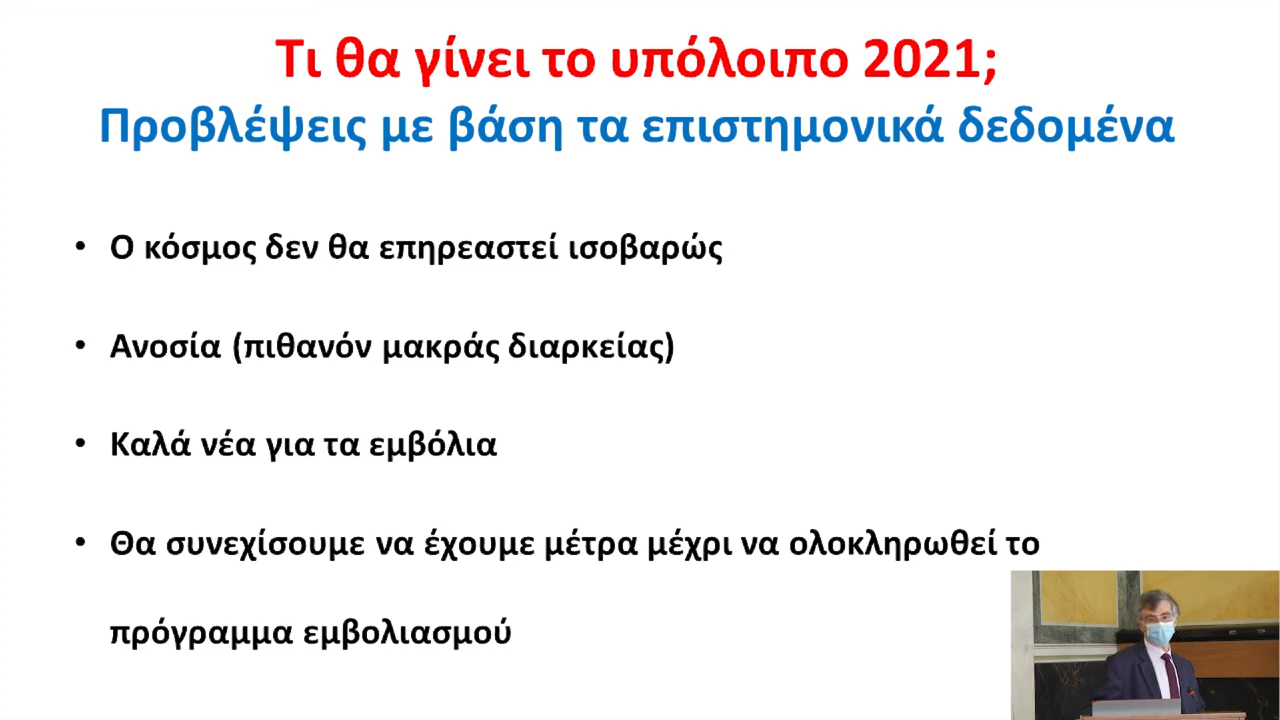 Τι θα γίνει το υπόλοιπο 2021;
Προβλέψεις με βάση τα επιστημονικά δεδομένα
• Ο κόσμος δεν θα επηρεαστεί ισοβαρώς
• Ανοσία (πιθανόν μακράς διαρκείας)
• Καλά νέα για τα εμβόλια
• Θα συνεχίσουμε να έχουμε μέτρα μέχρι να ολοκληρωθεί το
πρόγραμμα εμβολιασμού